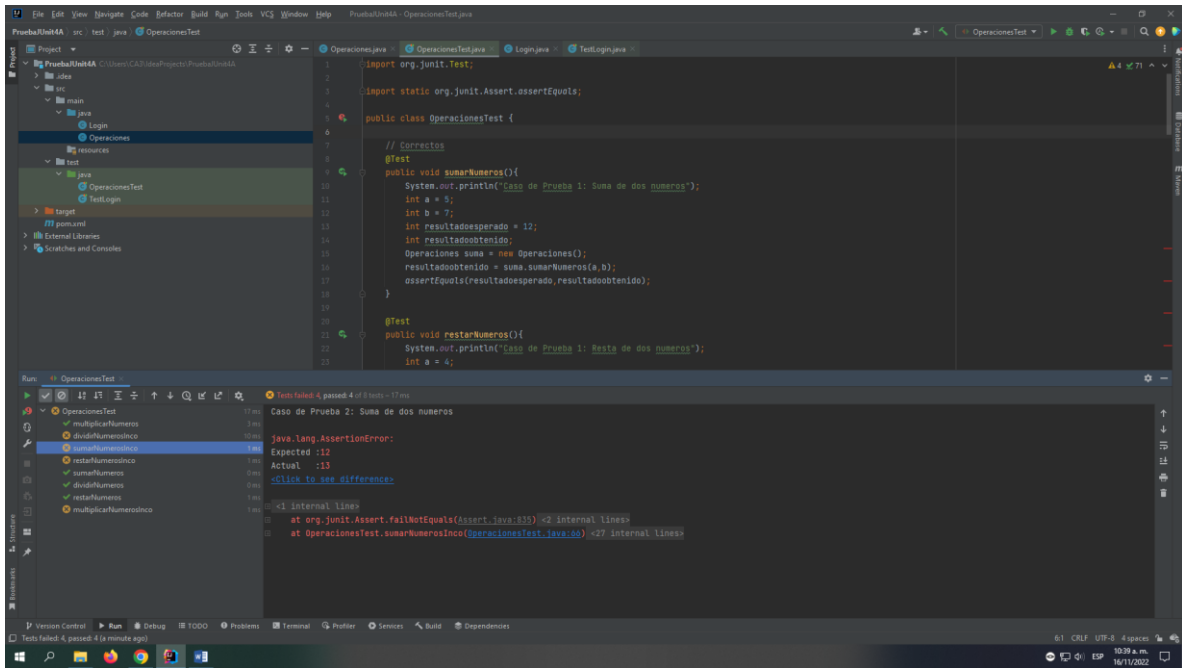 File Edit View Navigate Code Refactor Build Run Tools VCS Window Help PruebaJUnit4A - OperacionesTest.java
PruebaJUnit4A src test java OperacionesTest
OperacionesTest
Project
Operaciones.java OperacionesTest.java Login.java TestLogin.java
PruebaJUnit4A C:\Users\CA3\IdeaProjects\PruebaJUnit4A
.idea
src
main
java
Login
Operaciones
resources
test
java
OperacionesTest
TestLogin
target
pom.xml
External Libraries
Scratches and Consoles
4 71
1 import org.junit.Test;
2
3 import static org.junit.Assert.assertEquals;
4
5 public class OperacionesTest {
6
7 // Correctos
8 @Test
9 public void sumarNumeros(){
10 System.out.println("Caso de Prueba 1: Suma de dos numeros");
11 int a = 5;
12 int b = 7;
13 int resultadoesperado = 12;
14 int resultadoobtenido;
15 Operaciones suma = new Operaciones();
16 resultadoobtenido = suma.sumarNumeros(a,b);
17 assertEquals(resultadoesperado,resultadoobtenido);
18 }
19
20 @Test
21 public void restarNumeros(){
22 System.out.println("Caso de Prueba 1: Resta de dos numeros");
23 int a = 4;
Project
Structure
Bookmarks
Notifications
Database
Maven
Run: OperacionesTest
Tests failed: 4, passed: 4 of 8 tests – 17 ms
OperacionesTest 17 ms
multiplicarNumeros 3 ms
dividirNumerosInco 10 ms
sumarNumerosInco 1 ms
restarNumerosInco 1 ms
sumarNumeros 0 ms
dividirNumeros 0 ms
restarNumeros 1 ms
multiplicarNumerosInco 1 ms
Caso de Prueba 2: Suma de dos numeros
java.lang.AssertionError:
Expected :12
Actual :13
<Click to see difference>
<1 internal line>
at org.junit.Assert.failNotEquals(Assert.java:835) <2 internal lines>
at OperacionesTest.sumarNumerosInco(OperacionesTest.java:66) <27 internal lines>
Version Control Run Debug TODO Problems Terminal Profiler Services Build Dependencies
Tests failed: 4, passed: 4 (a minute ago)
6:1 CRLF UTF-8 4 spaces
ESP
10:39 a. m.
16/11/2022